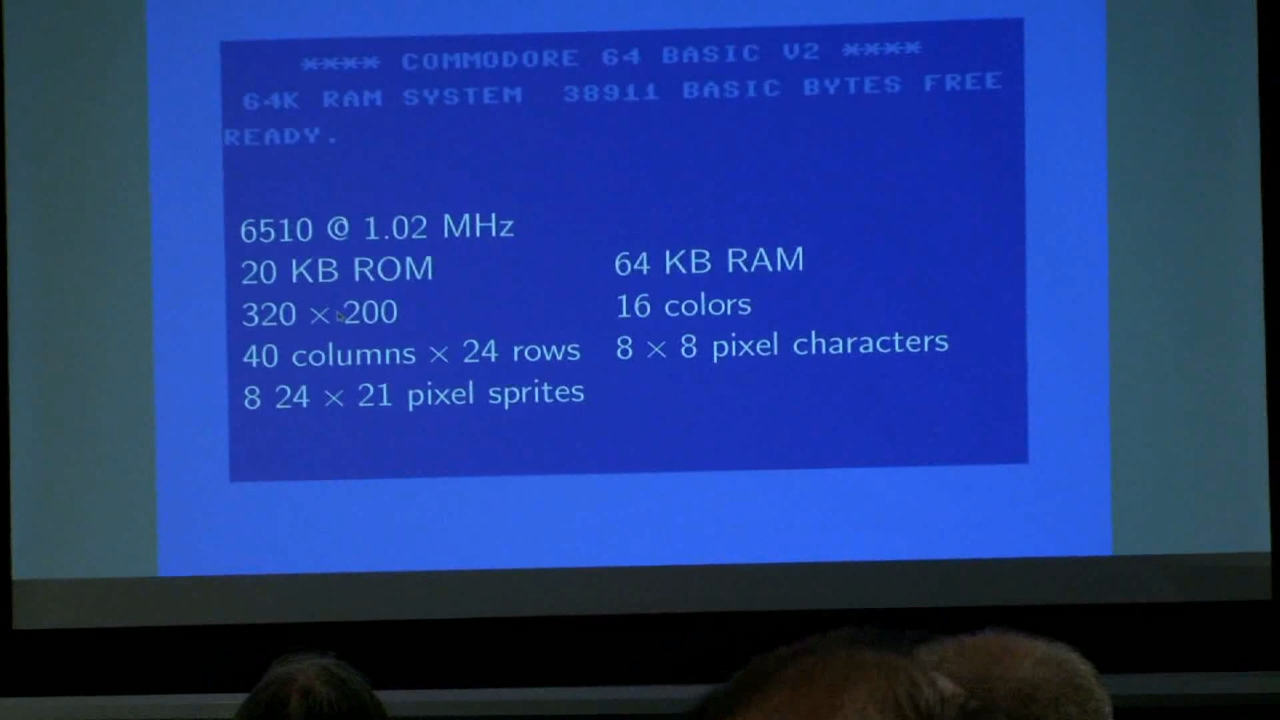 **** COMMODORE 64 BASIC V2 ****
64K RAM SYSTEM 38911 BASIC BYTES FREE
READY.
6510 @ 1.02 MHz
20 KB ROM 64 KB RAM
320 × 200 16 colors
40 columns × 24 rows 8 × 8 pixel characters
8 24 × 21 pixel sprites